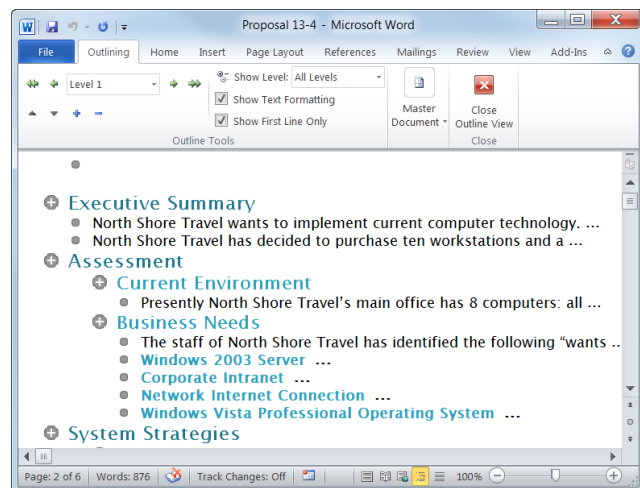 Proposal 13-4 - Microsoft Word
File Outlining Home Insert Page Layout References Mailings Review View Add-Ins
Level 1
Show Level: All Levels
Show Text Formatting
Show First Line Only
Master
Document
Close
Outline View
Outline Tools
Close
Executive Summary
North Shore Travel wants to implement current computer technology. ...
North Shore Travel has decided to purchase ten workstations and a ...
Assessment
Current Environment
Presently North Shore Travel's main office has 8 computers: all ...
Business Needs
The staff of North Shore Travel has identified the following “wants ..
Windows 2003 Server ...
Corporate Intranet ...
Network Internet Connection ...
Windows Vista Professional Operating System ...
System Strategies
Page: 2 of 6 Words: 876 Track Changes: Off 100%